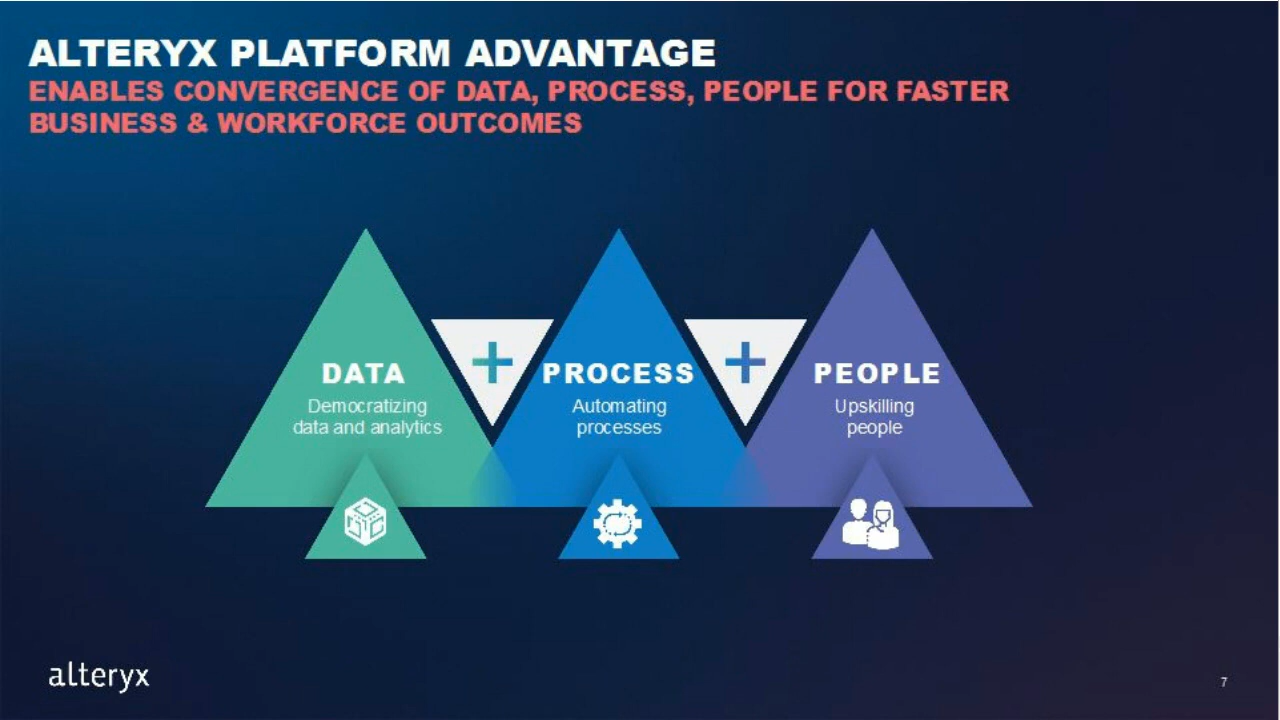 ALTERYX PLATFORM ADVANTAGE
ENABLES CONVERGENCE OF DATA, PROCESS, PEOPLE FOR FASTER
BUSINESS & WORKFORCE OUTCOMES
DATA
Democratizing
data and analytics
+
PROCESS
Automating
processes
+
PEOPLE
Upskilling
people
alteryx
7